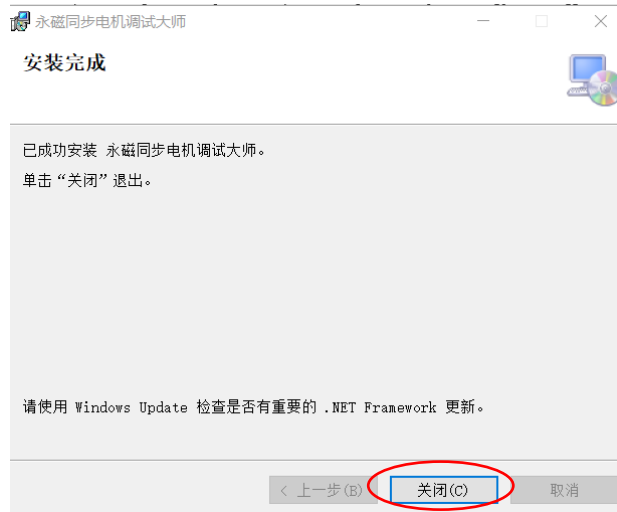 永磁同步电机调试大师
安装完成
已成功安装 永磁同步电机调试大师。
单击“关闭”退出。
请使用 Windows Update 检查是否有重要的 .NET Framework 更新。
< 上一步(B)
关闭(C)
取消